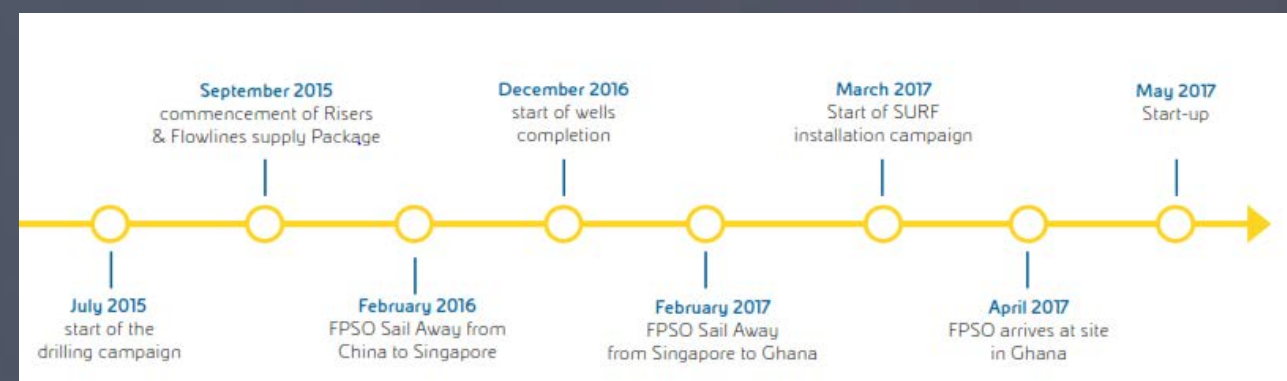 September 2015
commencement of Risers
& Flowlines supply Package
December 2016
start of wells
completion
March 2017
Start of SURF
installation campaign
May 2017
Start-up
July 2015
start of the
drilling campaign
February 2016
FPSO Sail Away from
China to Singapore
February 2017
FPSO Sail Away
from Singapore to Ghana
April 2017
FPSO arrives at site
in Ghana